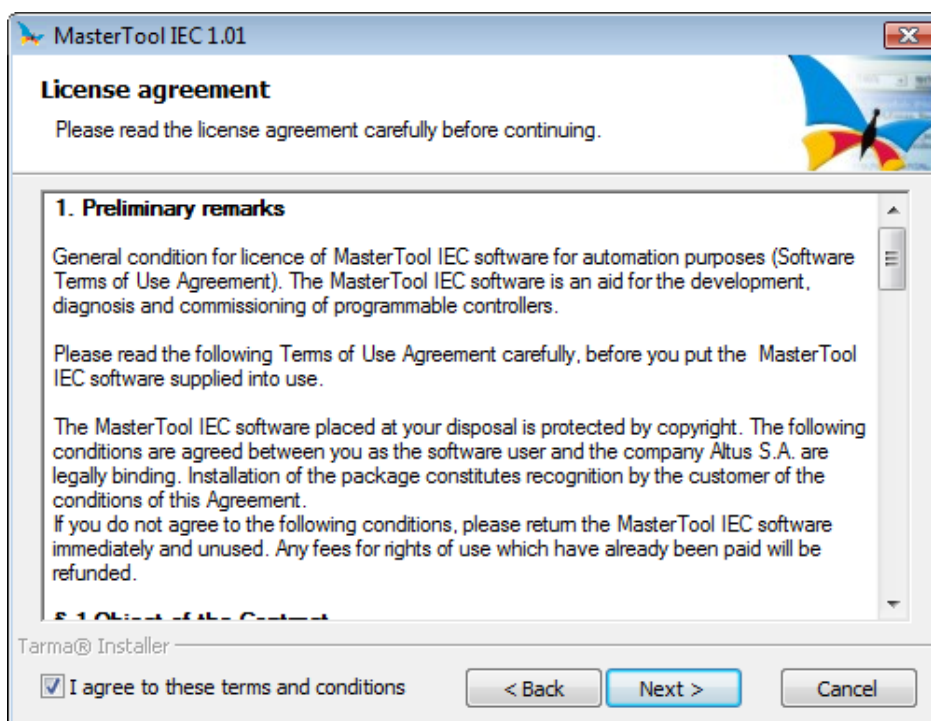 MasterTool IEC 1.01
License agreement
Please read the license agreement carefully before continuing.
1. Preliminary remarks
General condition for licence of MasterTool IEC software for automation purposes (Software
Terms of Use Agreement). The MasterTool IEC software is an aid for the development,
diagnosis and commissioning of programmable controllers.
Please read the following Terms of Use Agreement carefully, before you put the  MasterTool
IEC software supplied into use.
The MasterTool IEC software placed at your disposal is protected by copyright. The following
conditions are agreed between you as the software user and the company Altus S.A. are
legally binding. Installation of the package constitutes recognition by the customer of the
conditions of this Agreement.
If you do not agree to the following conditions, please return the MasterTool IEC software
immediately and unused. Any fees for rights of use which have already been paid will be
refunded.
§ 1 Object of the Contract
Tarma® Installer
I agree to these terms and conditions
< Back
Next >
Cancel